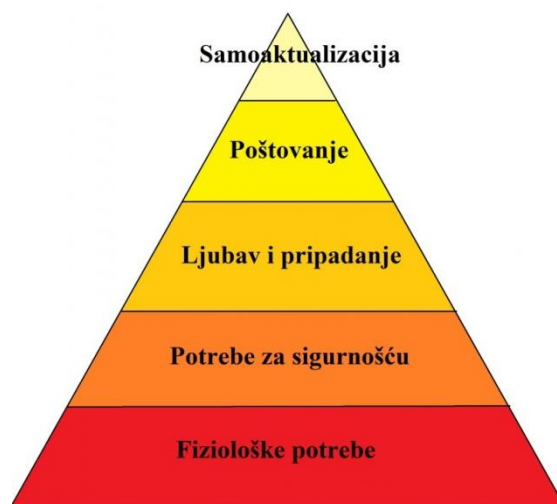 Samoaktualizacija
Poštovanje
Ljubav i pripadanje
Potrebe za sigurnošću
Fiziološke potrebe